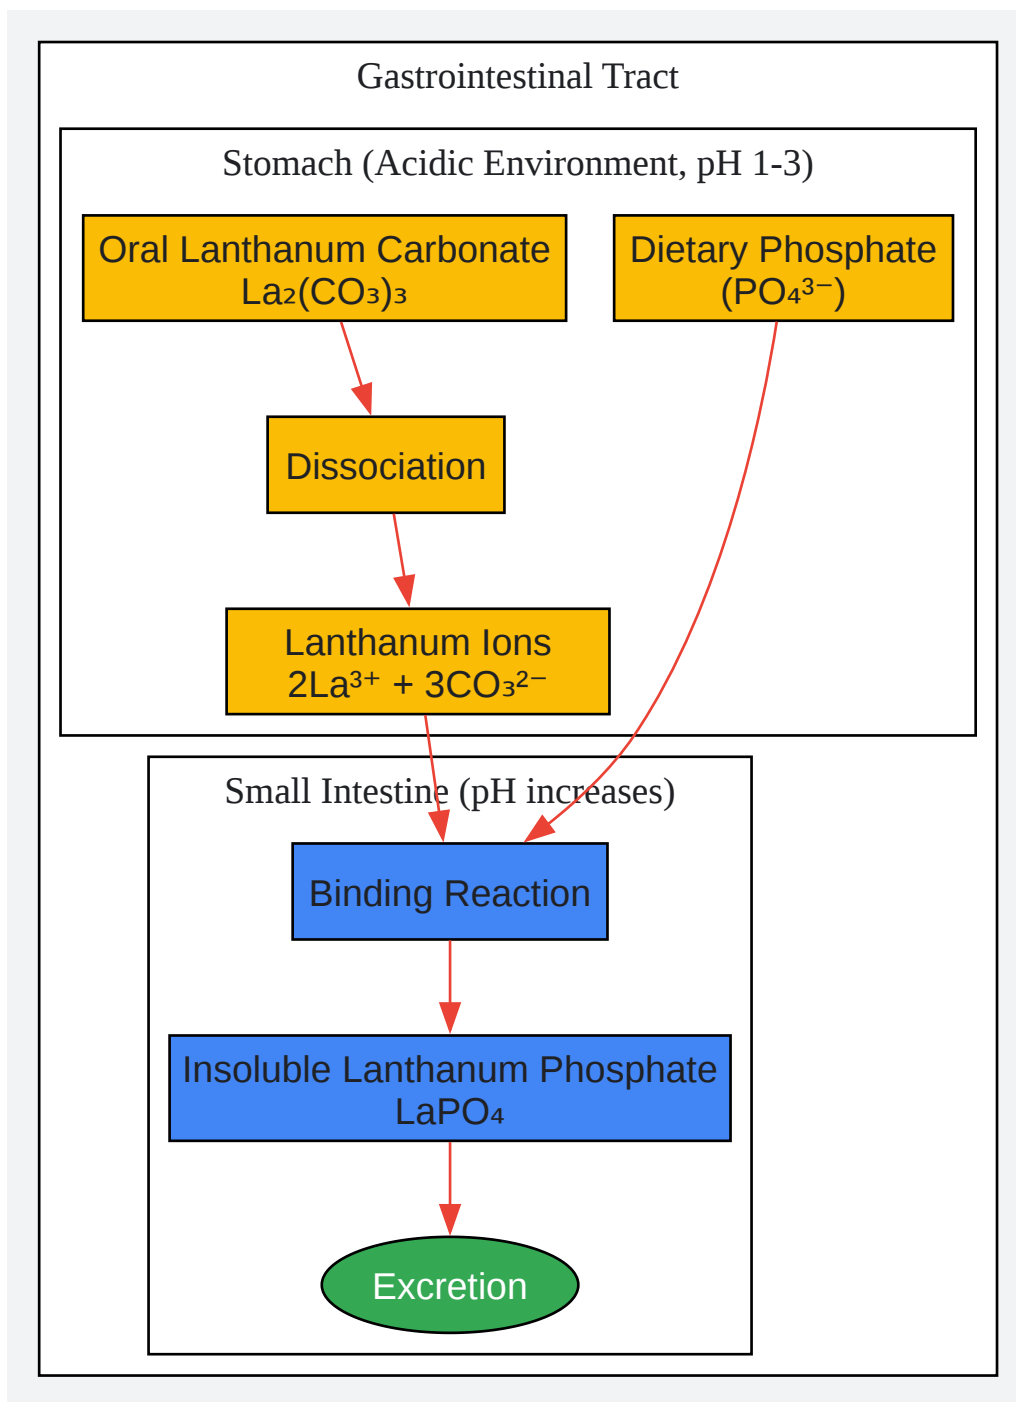 Gastrointestinal Tract
Stomach (Acidic Environment, pH 1-3)
Oral Lanthanum Carbonate
La₂(CO₃)₃
Dietary Phosphate
(PO₄³⁻)
Dissociation
Lanthanum Ions
2La³⁺ + 3CO₃²⁻
Small Intestine (pH increases)
Binding Reaction
Insoluble Lanthanum Phosphate
LaPO₄
Excretion